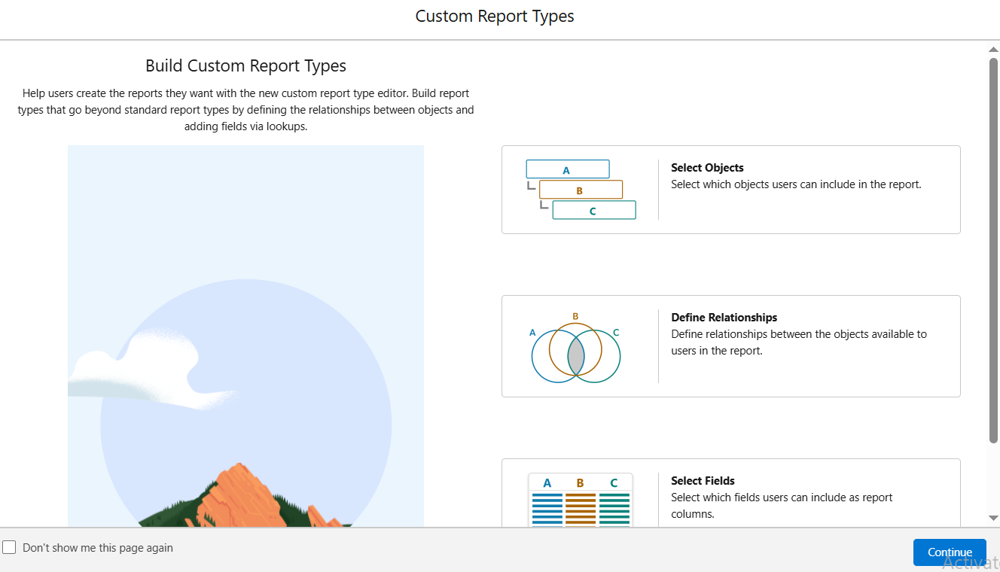 Custom Report Types
Build Custom Report Types
Help users create the reports they want with the new custom report type editor. Build report
types that go beyond standard report types by defining the relationships between objects and
adding fields via lookups.
A
B
C
Select Objects
Select which objects users can include in the report.
B
A
C
Define Relationships
Define relationships between the objects available to
users in the report.
A B C
Select Fields
Select which fields users can include as report
columns.
Don't show me this page again
Continue